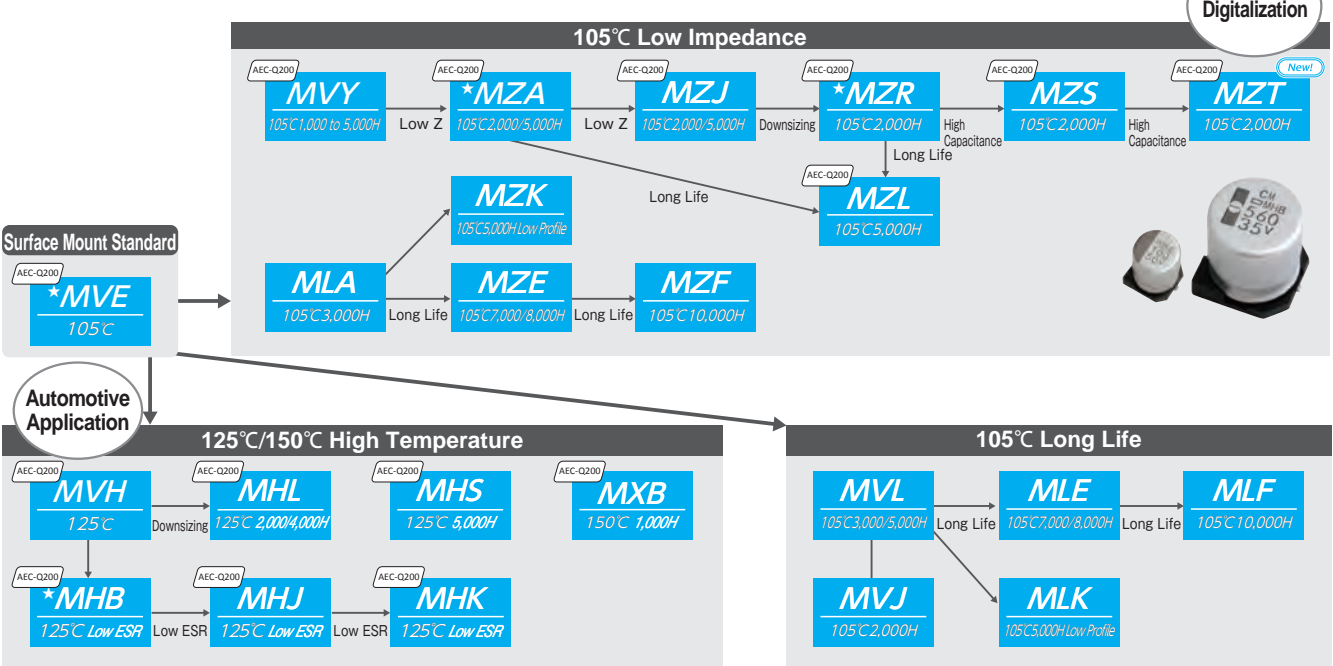 Digitalization
105℃ Low Impedance
AEC-Q200
MVY
105℃1,000 to 5,000H
Low Z
AEC-Q200
★MZA
105℃2,000/5,000H
Low Z
AEC-Q200
MZJ
105℃2,000/5,000H
Downsizing
AEC-Q200
★MZR
105℃2,000H
High
Capacitance
AEC-Q200
MZS
105℃2,000H
High
Capacitance
AEC-Q200
New!
MZT
105℃2,000H
Long Life
Long Life
AEC-Q200
MZL
105℃5,000H
MZK
105℃5,000H Low Profile
MLA
105℃3,000H
Long Life
MZE
105℃7,000/8,000H
Long Life
MZF
105℃10,000H
CM
MHB
560
35V
Surface Mount Standard
AEC-Q200
★MVE
105℃
Automotive
Application
125℃/150℃ High Temperature
AEC-Q200
MVH
125℃
Downsizing
AEC-Q200
MHL
125℃ 2,000/4,000H
AEC-Q200
MHS
125℃ 5,000H
AEC-Q200
MXB
150℃ 1,000H
AEC-Q200
★MHB
125℃ Low ESR
Low ESR
AEC-Q200
MHJ
125℃ Low ESR
Low ESR
AEC-Q200
MHK
125℃ Low ESR
105℃ Long Life
MVL
105℃3,000/5,000H
Long Life
MLE
105℃7,000/8,000H
Long Life
MLF
105℃10,000H
MVJ
105℃2,000H
MLK
105℃5,000H Low Profile